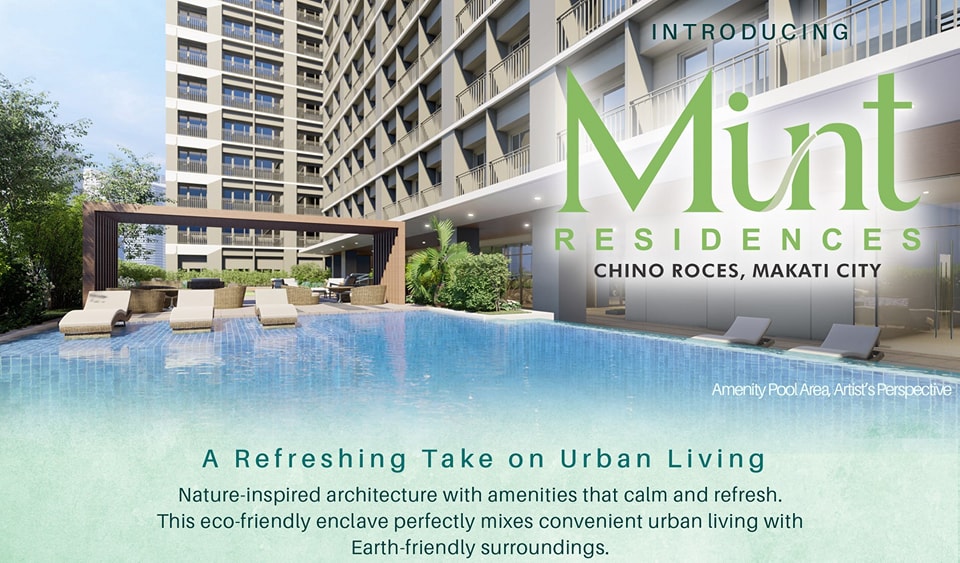 INTRODUCING
Mint
RESIDENCES
CHINO ROCES, MAKATI CITY
Amenity Pool Area, Artist's Perspective
A Refreshing Take on Urban Living
Nature-inspired architecture with amenities that calm and refresh.
This eco-friendly enclave perfectly mixes convenient urban living with
Earth-friendly surroundings.